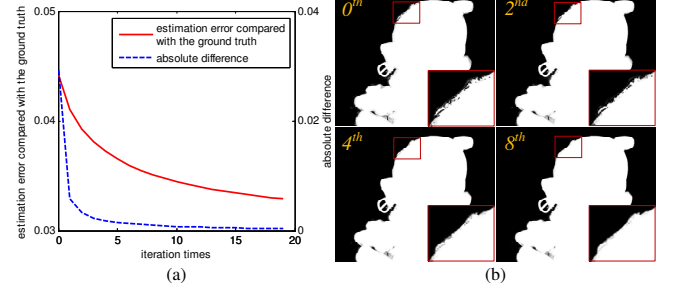 0.05
0.04
0.03
estimation error compared with the ground truth
estimation error compared
with the ground truth
absolute difference
0.04
0.02
0
absolute difference
0
5
10
15
20
iteration times
(a)
0th
2nd
4th
8th
(b)